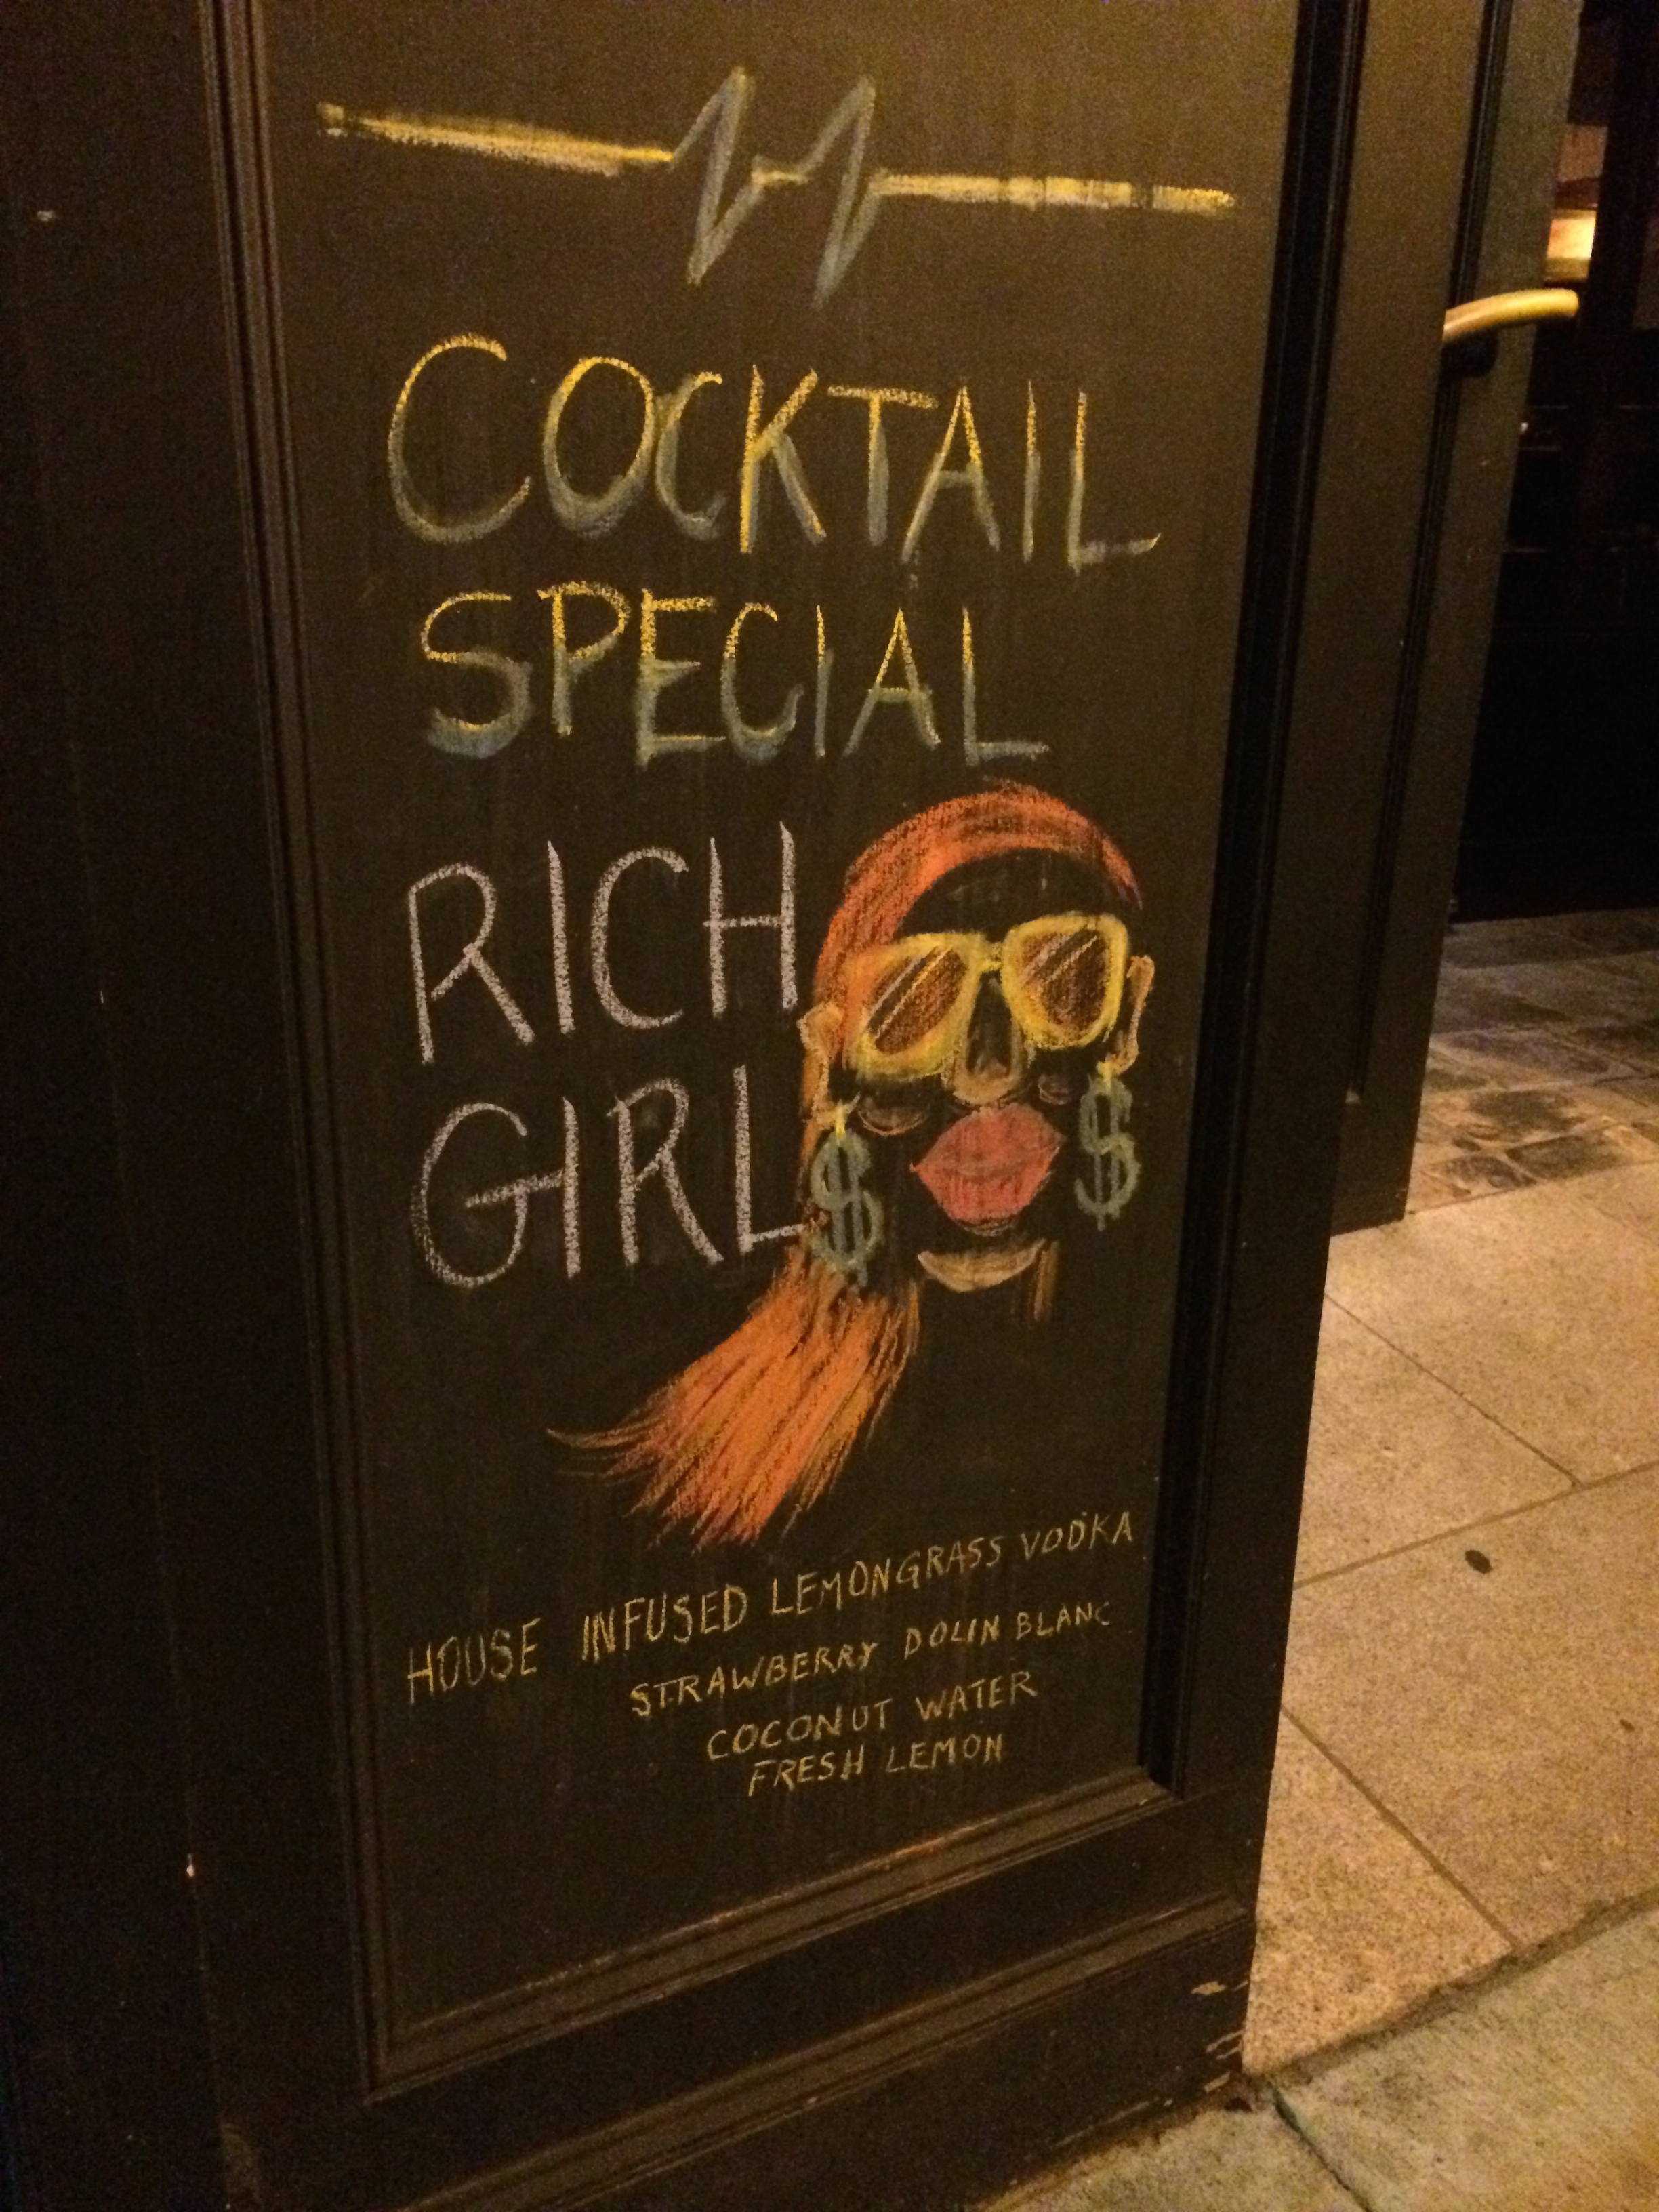 COCKTAIL
SPECIAL
RICH
GIRL
$ $
HOUSE INFUSED LEMONGRASS VODKA
STRAWBERRY DOLIN BLANC
COCONUT WATER
FRESH LEMON